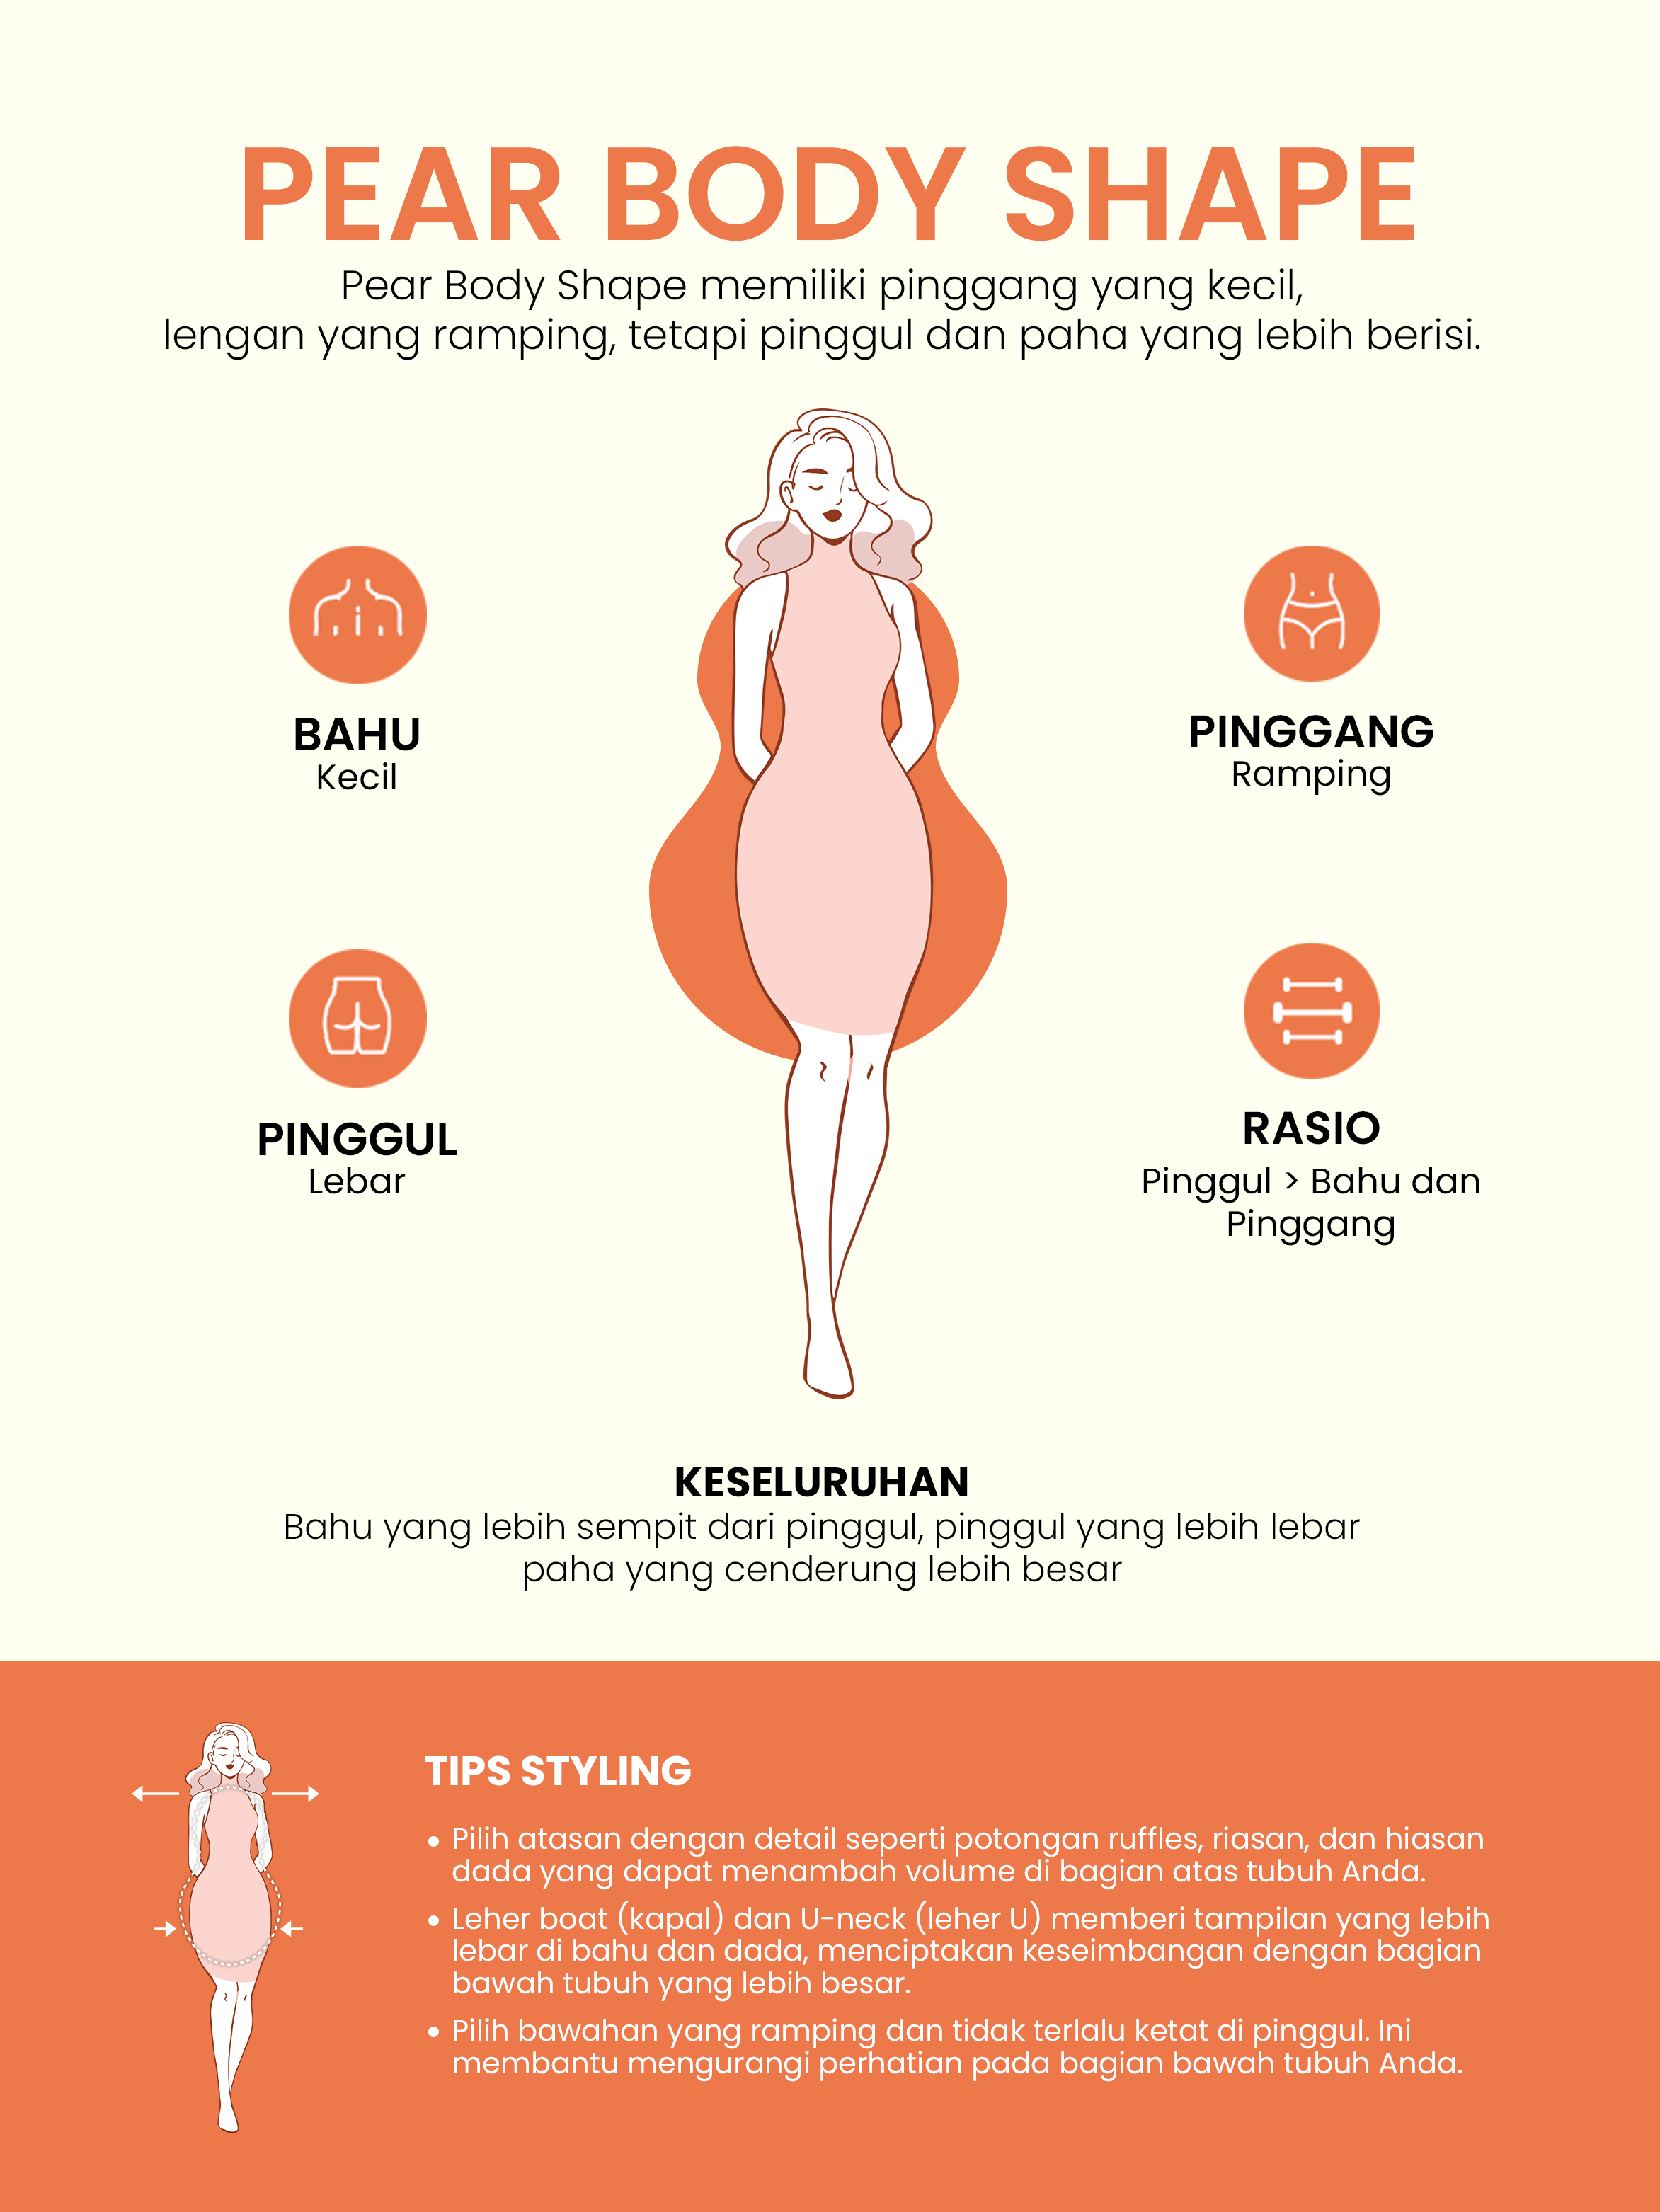 PEAR BODY SHAPE
Pear Body Shape memiliki pinggang yang kecil,
lengan yang ramping, tetapi pinggul dan paha yang lebih berisi.
BAHU
Kecil
PINGGANG
Ramping
PINGGUL
Lebar
RASIO
Pinggul > Bahu dan
Pinggang
KESELURUHAN
Bahu yang lebih sempit dari pinggul, pinggul yang lebih lebar
paha yang cenderung lebih besar
TIPS STYLING
• Pilih atasan dengan detail seperti potongan ruffles, riasan, dan hiasan
dada yang dapat menambah volume di bagian atas tubuh Anda.
• Leher boat (kapal) dan U-neck (leher U) memberi tampilan yang lebih
lebar di bahu dan dada, menciptakan keseimbangan dengan bagian
bawah tubuh yang lebih besar.
• Pilih bawahan yang ramping dan tidak terlalu ketat di pinggul. Ini
membantu mengurangi perhatian pada bagian bawah tubuh Anda.